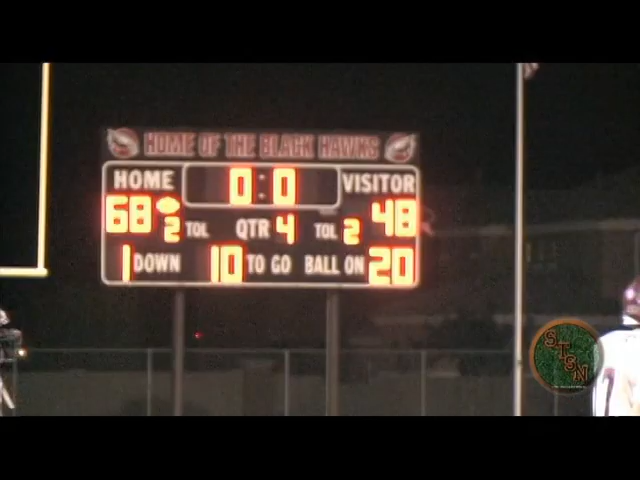 HOME OF THE BLACK HAWKS
HOME 0:0 VISITOR
68 2 TOL QTR 4 TOL 2 48
1 DOWN 10 TO GO BALL ON 20
STSN